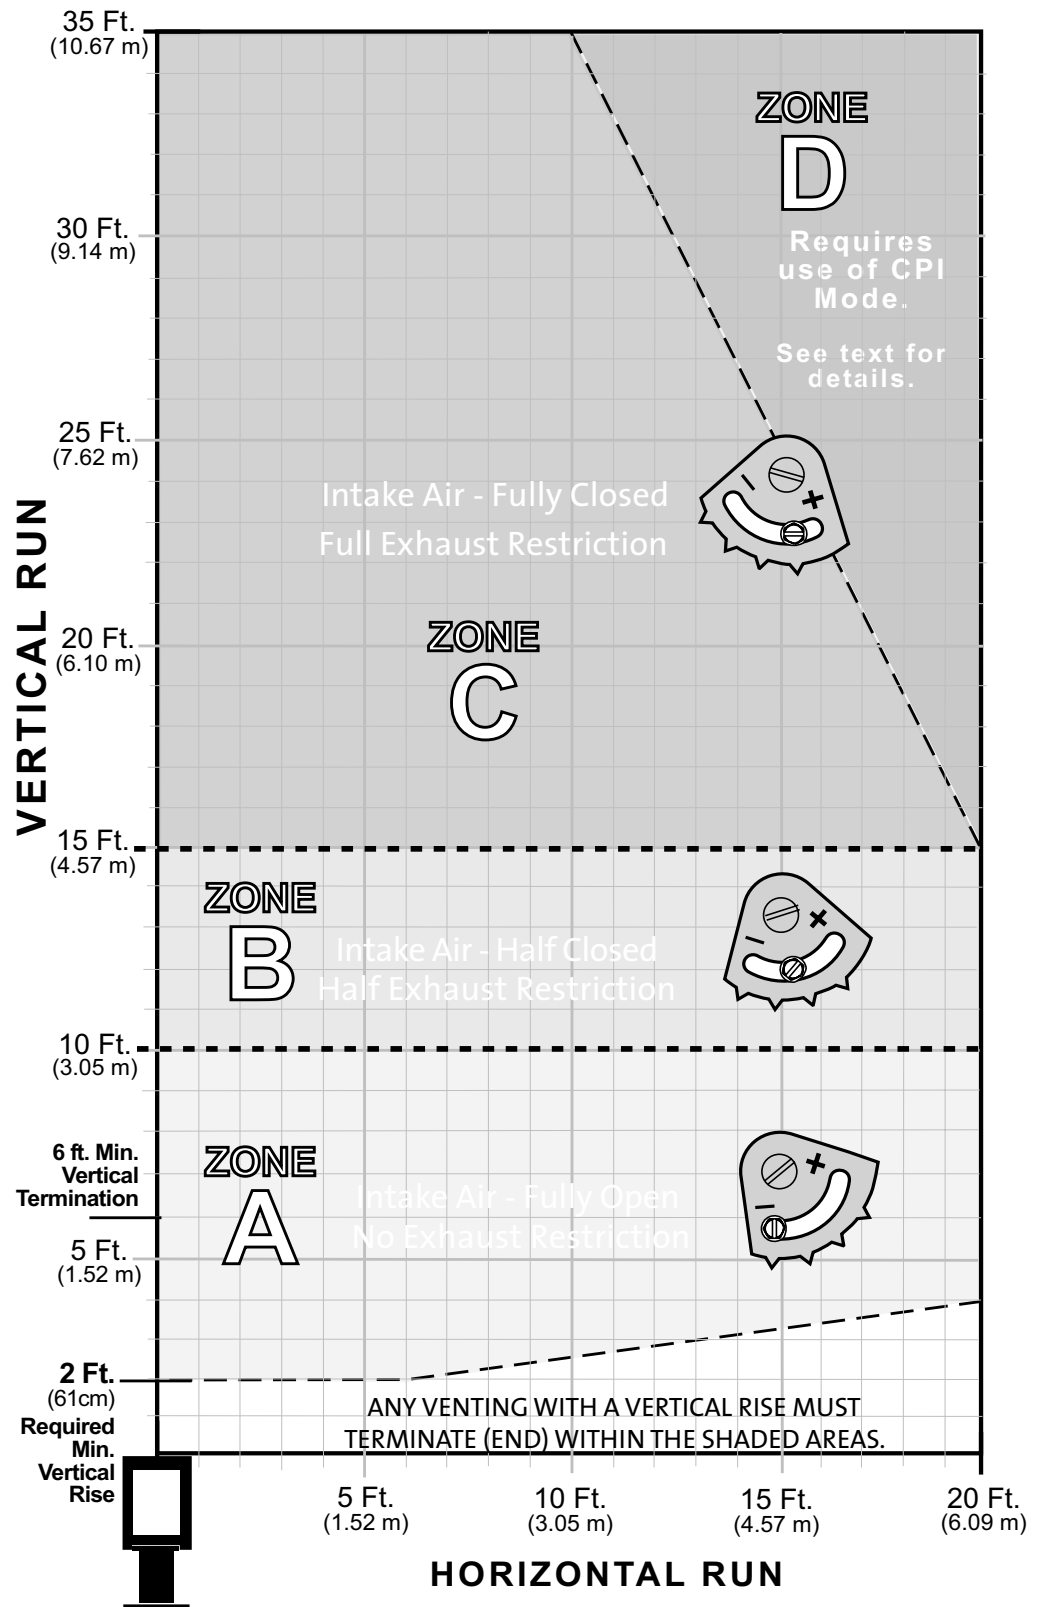 35 Ft.
(10.67 m)
ZONE
D
Requires
use of CPI
Mode.
See text for
details.
30 Ft.
(9.14 m)
25 Ft.
(7.62 m)
Intake Air - Fully Closed
Full Exhaust Restriction
- +
VERTICAL RUN
20 Ft.
(6.10 m)
ZONE
C
15 Ft.
(4.57 m)
ZONE
B
Intake Air - Half Closed
Half Exhaust Restriction
- +
10 Ft.
(3.05 m)
6 ft. Min.
Vertical
Termination
ZONE
A
Intake Air - Fully Open
No Exhaust Restriction
- +
5 Ft.
(1.52 m)
2 Ft.
(61cm)
Required
Min.
Vertical
Rise
ANY VENTING WITH A VERTICAL RISE MUST
TERMINATE (END) WITHIN THE SHADED AREAS.
5 Ft.
(1.52 m)
10 Ft.
(3.05 m)
15 Ft.
(4.57 m)
20 Ft.
(6.09 m)
HORIZONTAL RUN